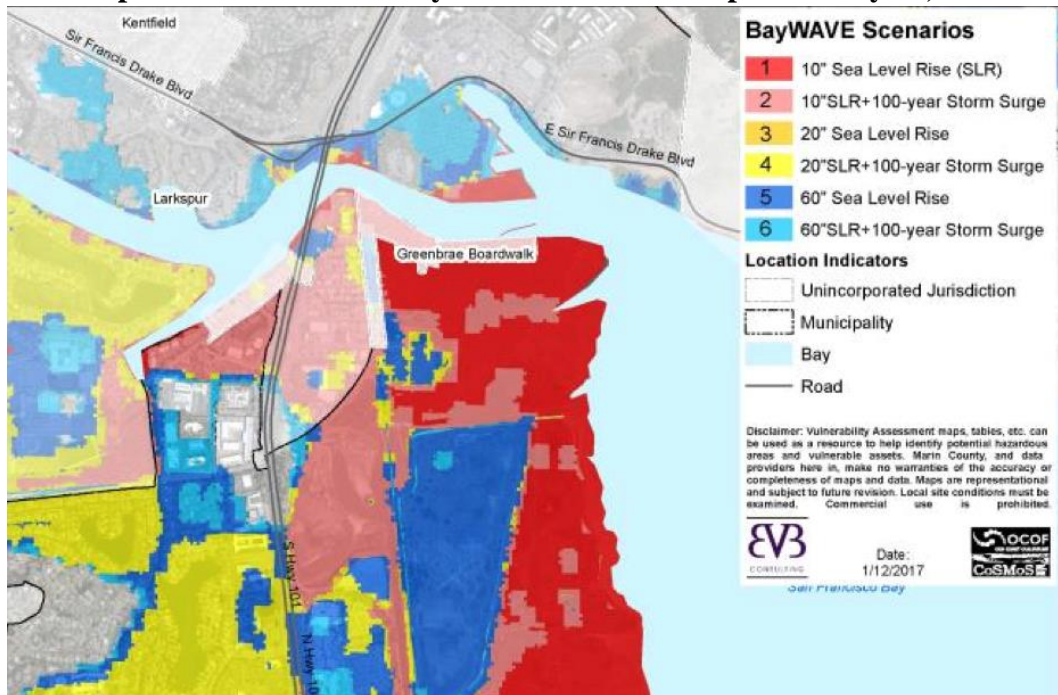 Kentfield
Sir Francis Drake Blvd
E Sir Francis Drake Blvd
Larkspur
Greenbrae Boardwalk
S Hwy 101
N Hwy 10
BayWAVE Scenarios
1 10" Sea Level Rise (SLR)
2 10"SLR+100-year Storm Surge
3 20" Sea Level Rise
4 20"SLR+100-year Storm Surge
5 60" Sea Level Rise
6 60"SLR+100-year Storm Surge
Location Indicators
Unincorporated Jurisdiction
Municipality
Bay
Road
Disclaimer: Vulnerability Assessment maps, tables, etc. can
be used as a resource to help identify potential hazardous
areas and vulnerable assets. Marin County, and data
providers here in, make no warranties of the accuracy or
completeness of maps and data. Maps are representational
and subject to future revision. Local site conditions must be
examined. Commercial use is prohibited.
BVB
CONSULTING
Date:
1/12/2017
OCOF
CoSMoS
San Francisco Bay